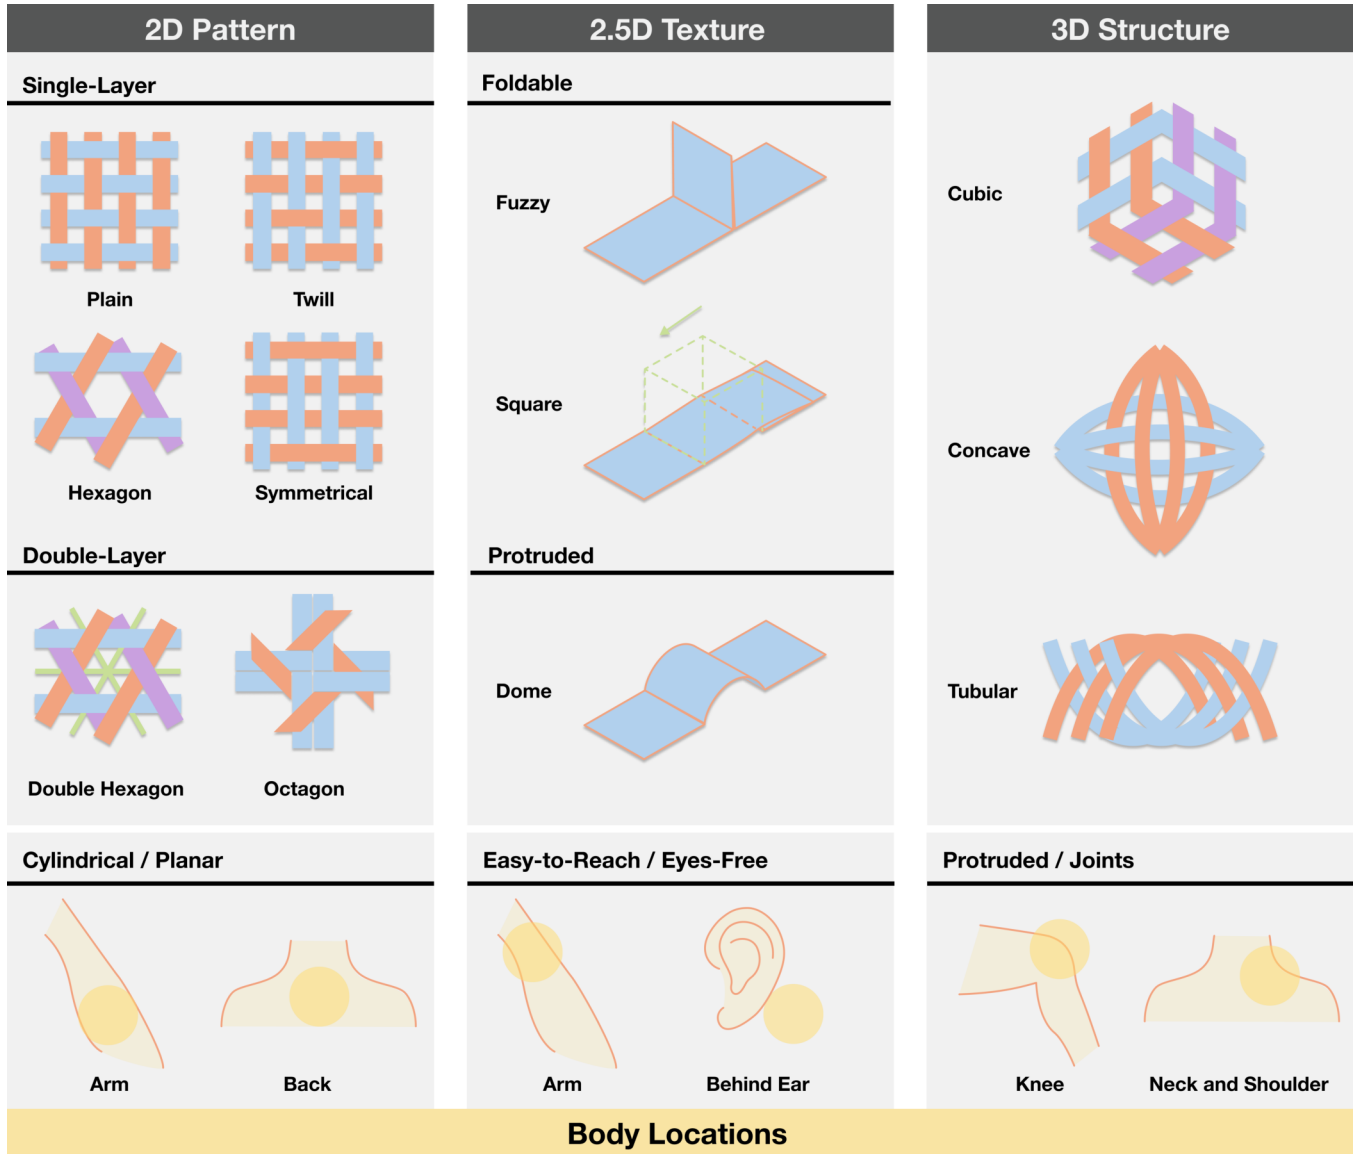 2D Pattern
Single-Layer
Plain
Twill
Hexagon
Symmetrical
Double-Layer
Double Hexagon
Octagon
Cylindrical / Planar
Arm
Back
2.5D Texture
Foldable
Fuzzy
Square
Protruded
Dome
Easy-to-Reach / Eyes-Free
Arm
Behind Ear
3D Structure
Cubic
Concave
Tubular
Protruded / Joints
Knee
Neck and Shoulder
Body Locations